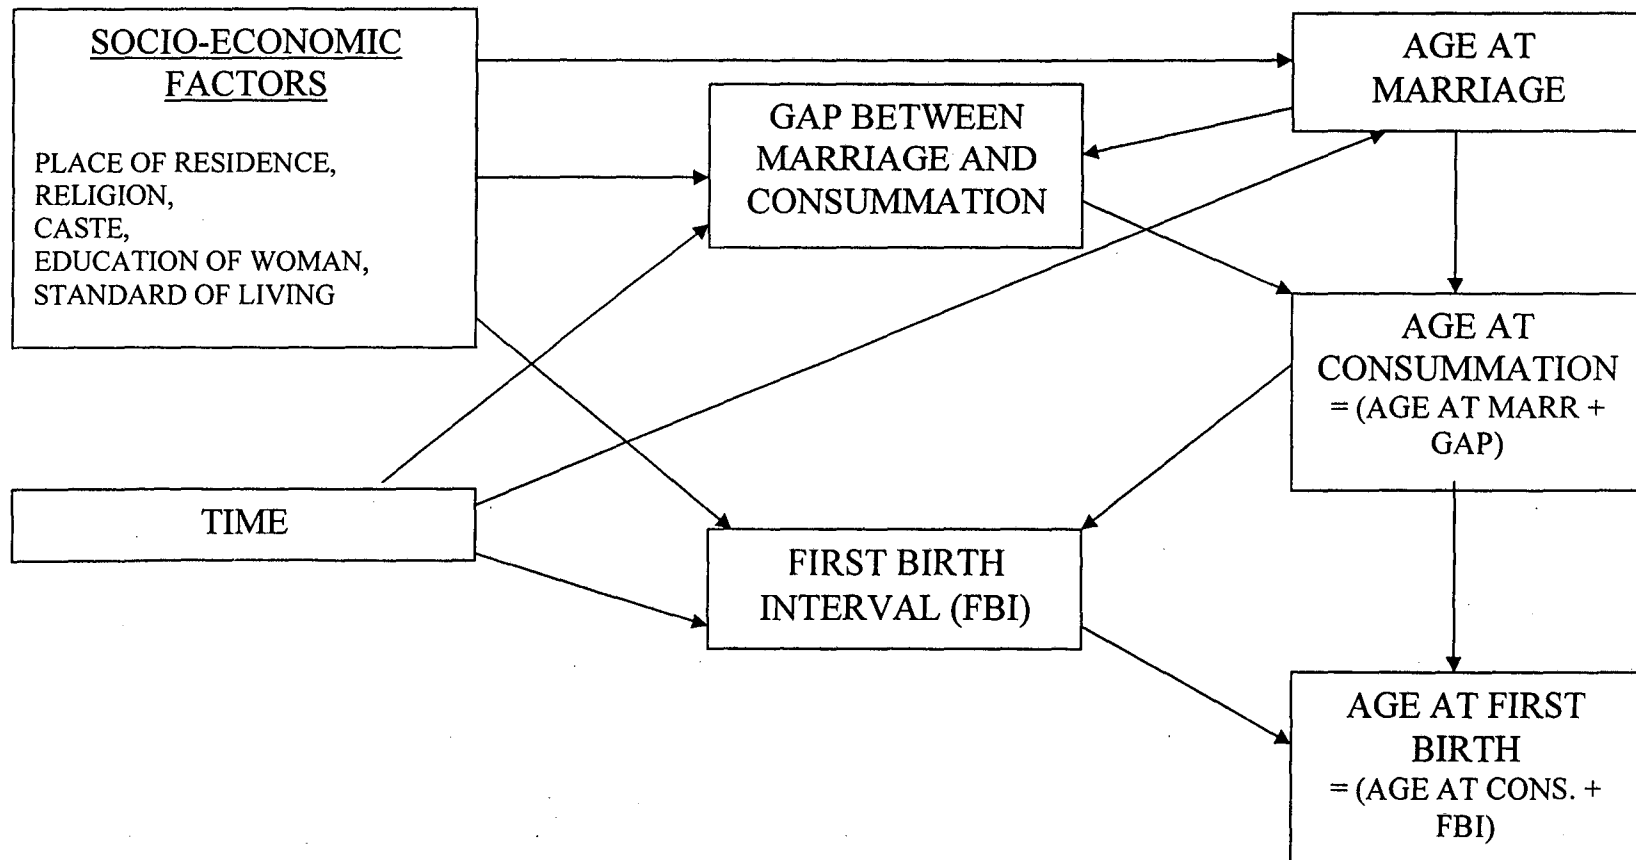 SOCIO-ECONOMIC
FACTORS
PLACE OF RESIDENCE,
RELIGION,
CASTE,
EDUCATION OF WOMAN,
STANDARD OF LIVING
TIME
GAP BETWEEN
MARRIAGE AND
CONSUMMATION
FIRST BIRTH
INTERVAL (FBI)
AGE AT
MARRIAGE
AGE AT
CONSUMMATION
= (AGE AT MARR +
GAP)
AGE AT FIRST
BIRTH
= (AGE AT CONS. +
FBI)